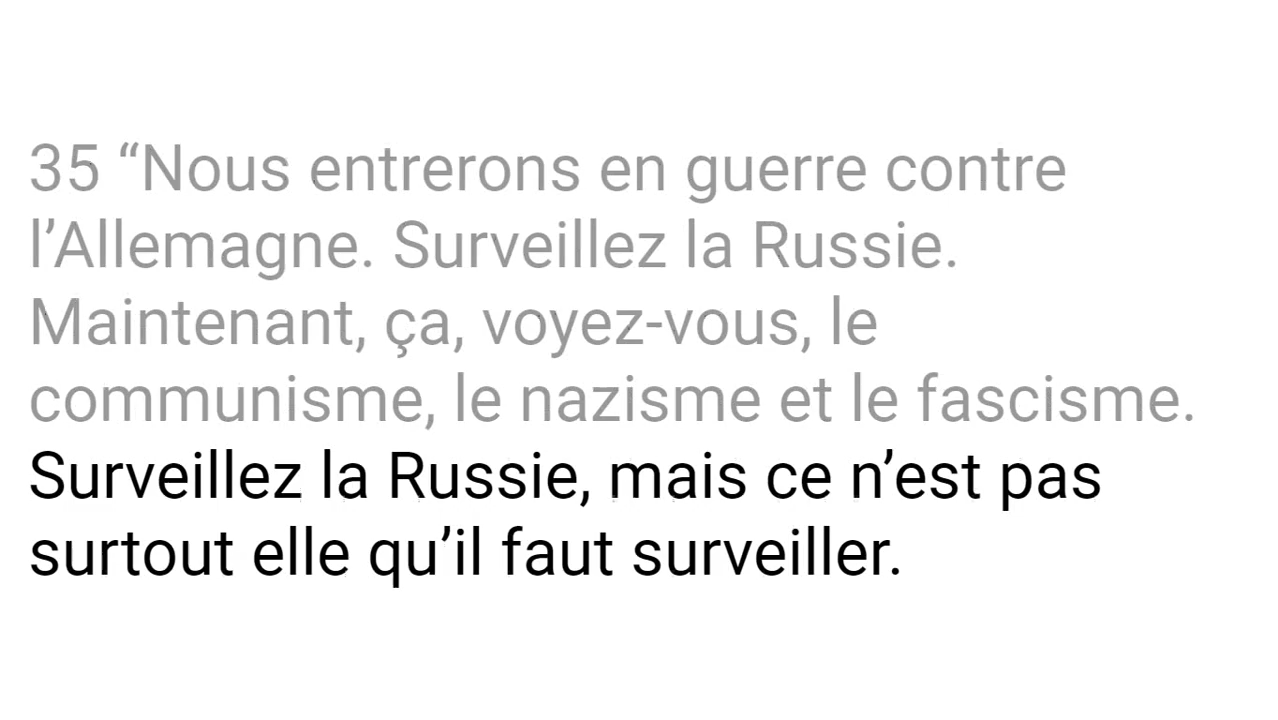 35 “Nous entrerons en guerre contre
l’Allemagne. Surveillez la Russie.
Maintenant, ça, voyez-vous, le
communisme, le nazisme et le fascisme.
Surveillez la Russie, mais ce n’est pas
surtout elle qu’il faut surveiller.